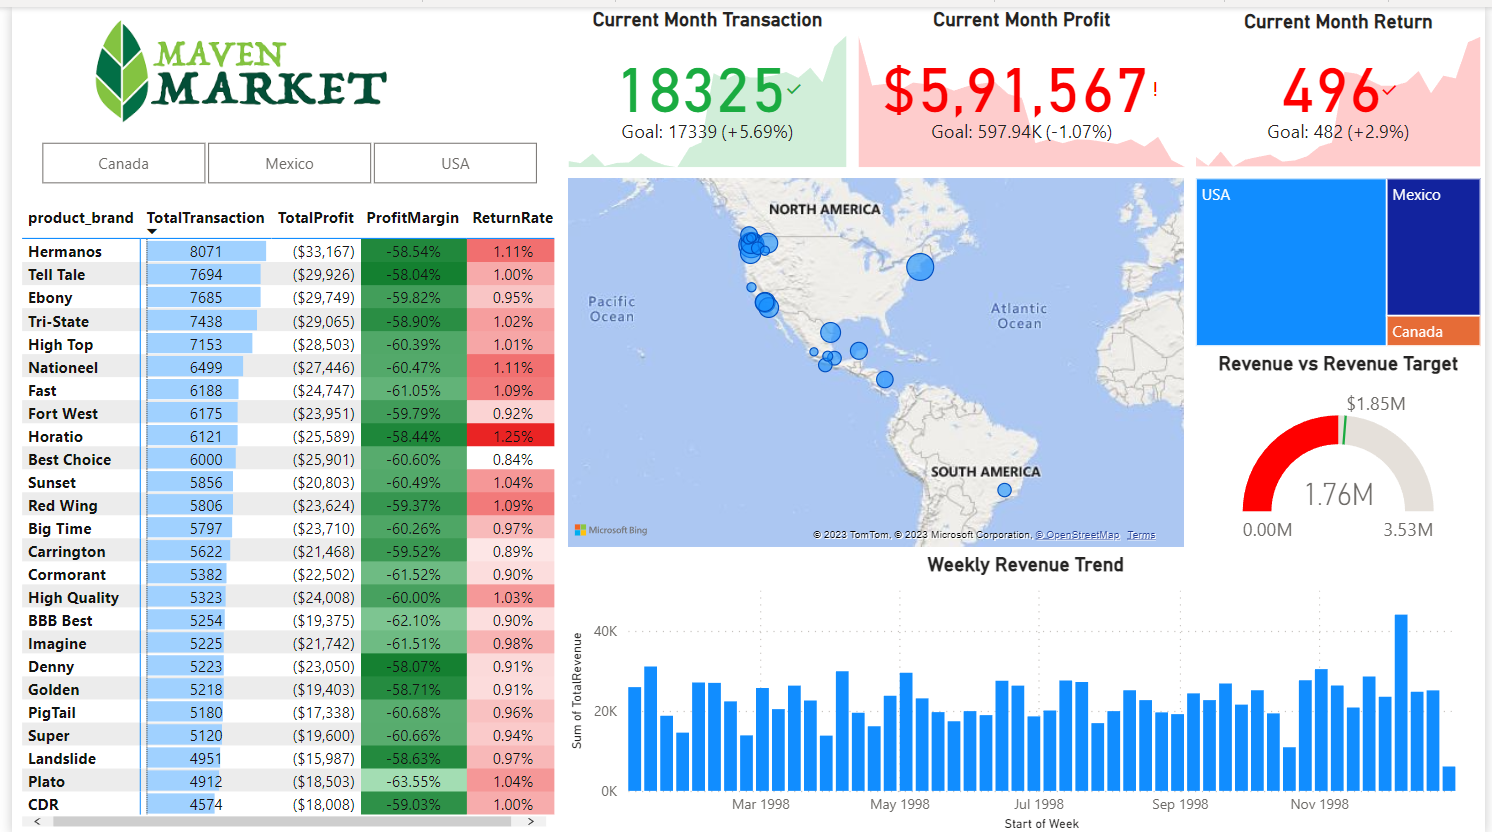 MAVEN
MARKET
Canada Mexico USA
product_brand TotalTransaction TotalProfit ProfitMargin ReturnRate
Hermanos 8071 ($33,167) -58.54% 1.11%
Tell Tale 7694 ($29,926) -58.04% 1.00%
Ebony 7685 ($29,749) -59.82% 0.95%
Tri-State 7438 ($29,065) -58.90% 1.02%
High Top 7153 ($28,503) -60.39% 1.01%
Nationeel 6499 ($27,446) -60.47% 1.11%
Fast 6188 ($24,747) -61.05% 1.09%
Fort West 6175 ($23,951) -59.79% 0.92%
Horatio 6121 ($25,589) -58.44% 1.25%
Best Choice 6000 ($25,901) -60.60% 0.84%
Sunset 5856 ($20,803) -60.49% 1.04%
Red Wing 5806 ($23,624) -59.37% 1.09%
Big Time 5797 ($23,710) -60.26% 0.97%
Carrington 5622 ($21,468) -59.52% 0.89%
Cormorant 5382 ($22,502) -61.52% 0.90%
High Quality 5323 ($24,008) -60.00% 1.03%
BBB Best 5254 ($19,375) -62.10% 0.90%
Imagine 5225 ($21,742) -61.51% 0.98%
Denny 5223 ($23,050) -58.07% 0.91%
Golden 5218 ($19,403) -58.71% 0.91%
PigTail 5180 ($17,338) -60.68% 0.96%
Super 5120 ($19,600) -60.66% 0.94%
Landslide 4951 ($15,987) -58.63% 0.97%
Plato 4912 ($18,503) -63.55% 1.04%
CDR 4574 ($18,008) -59.03% 1.00%
Current Month Transaction
18325
Goal: 17339 (+5.69%)
Current Month Profit
$5,91,567!
Goal: 597.94K (-1.07%)
Current Month Return
496
Goal: 482 (+2.9%)
NORTH AMERICA
Pacific
Ocean
Atlantic
Ocean
SOUTH AMERICA
Microsoft Bing
© 2023 TomTom, © 2023 Microsoft Corporation, © OpenStreetMap Terms
USA
Mexico
Canada
Revenue vs Revenue Target
$1.85M
1.76M
0.00M 3.53M
Weekly Revenue Trend
Sum of TotalRevenue
40K
20K
0K
Mar 1998 May 1998 Jul 1998 Sep 1998 Nov 1998
Start of Week